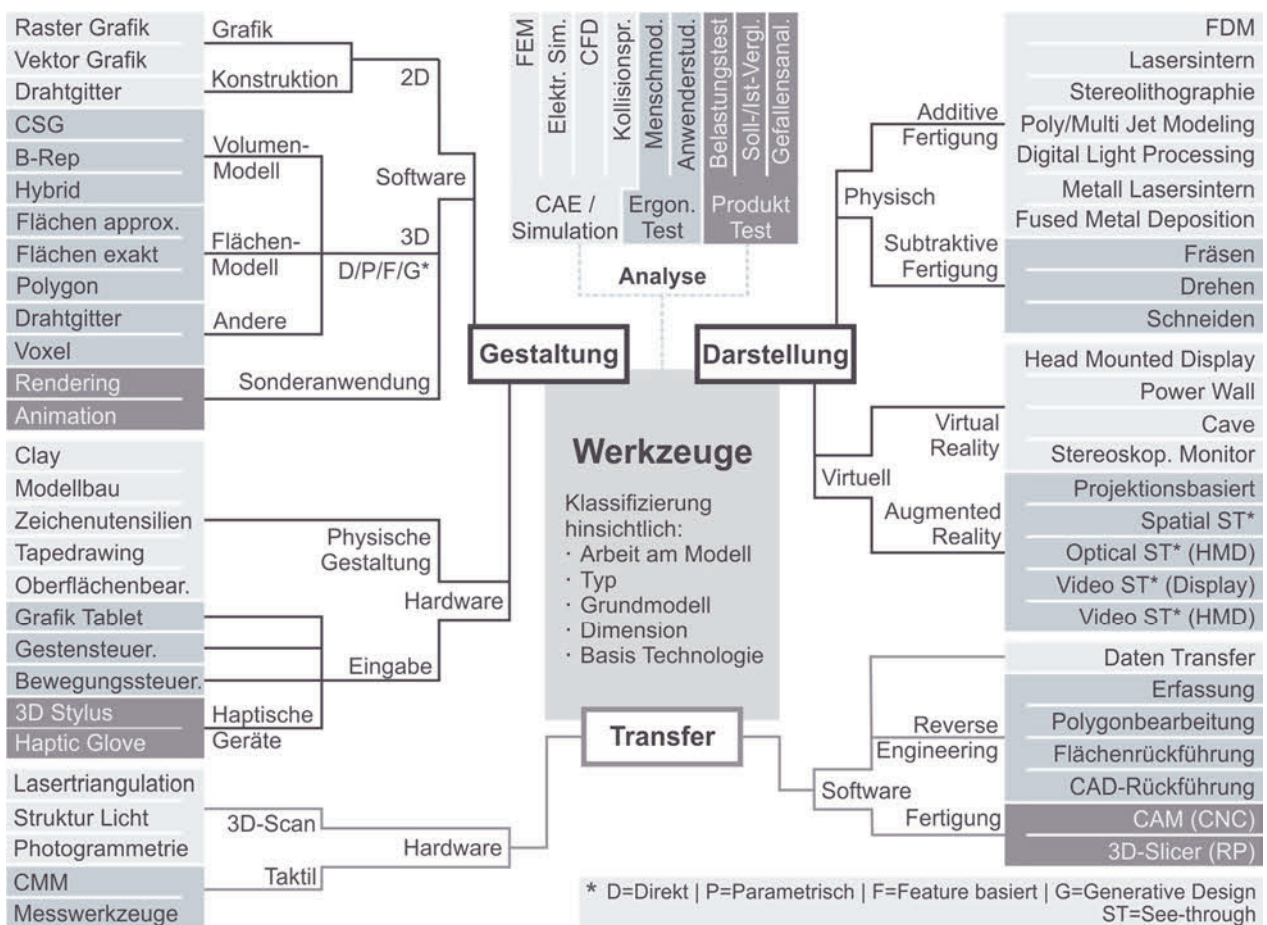 Raster Grafik
Vektor Grafik
Drahtgitter
CSG
B-Rep
Hybrid
Flächen approx.
Flächen exakt
Polygon
Drahtgitter
Voxel
Rendering
Animation
Grafik
Konstruktion
2D
Volumen-
Modell
Flächen-
Modell
Andere
3D
D/P/F/G*
Sonderanwendung
Software
Clay
Modellbau
Zeichenutensilien
Tapedrawing
Oberflächenbear.
Grafik Tablet
Gestensteuer.
Bewegungssteuer.
3D Stylus
Haptic Glove
Physische
Gestaltung
Eingabe
Haptische
Geräte
Hardware
Lasertriangulation
Struktur Licht
Photogrammetrie
CMM
Messwerkzeuge
3D-Scan
Taktil
Hardware
FEM
Elektr. Sim.
CFD
Kollisionspr.
Menschmod.
Anwenderstud.
Belastungstest
Soll-/Ist-Vergl.
Gefallensanal.
CAE /
Simulation
Ergon.
Test
Produkt
Test
Analyse
Gestaltung
Darstellung
Werkzeuge
Klassifizierung
hinsichtlich:
· Arbeit am Modell
· Typ
· Grundmodell
· Dimension
· Basis Technologie
Transfer
Additive
Fertigung
Physisch
Subtraktive
Fertigung
FDM
Lasersintern
Stereolithographie
Poly/Multi Jet Modeling
Digital Light Processing
Metall Lasersintern
Fused Metal Deposition
Fräsen
Drehen
Schneiden
Virtual
Reality
Virtuell
Augmented
Reality
Head Mounted Display
Power Wall
Cave
Stereoskop. Monitor
Projektionsbasiert
Spatial ST*
Optical ST* (HMD)
Video ST* (Display)
Video ST* (HMD)
Reverse
Engineering
Software
Fertigung
Daten Transfer
Erfassung
Polygonbearbeitung
Flächenrückführung
CAD-Rückführung
CAM (CNC)
3D-Slicer (RP)
* D=Direkt | P=Parametrisch | F=Feature basiert | G=Generative Design
ST=See-through